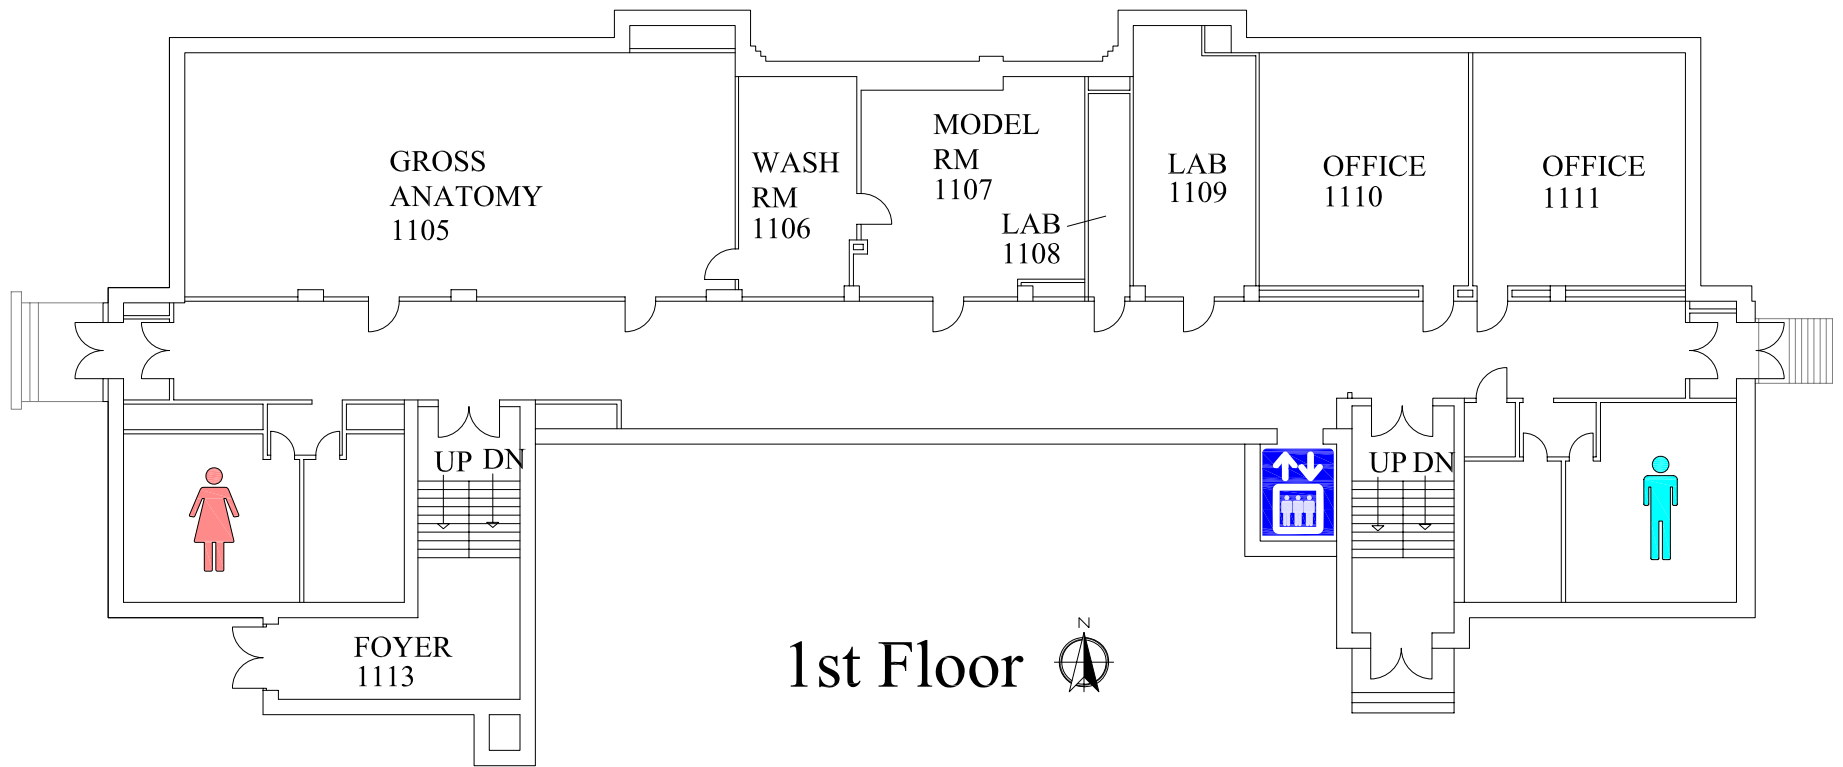 GROSS
ANATOMY
1105
WASH
RM
1106
MODEL
RM
1107
LAB
1108
LAB
1109
OFFICE
1110
OFFICE
1111
UP DN
UP DN
FOYER
1113
1st Floor
N